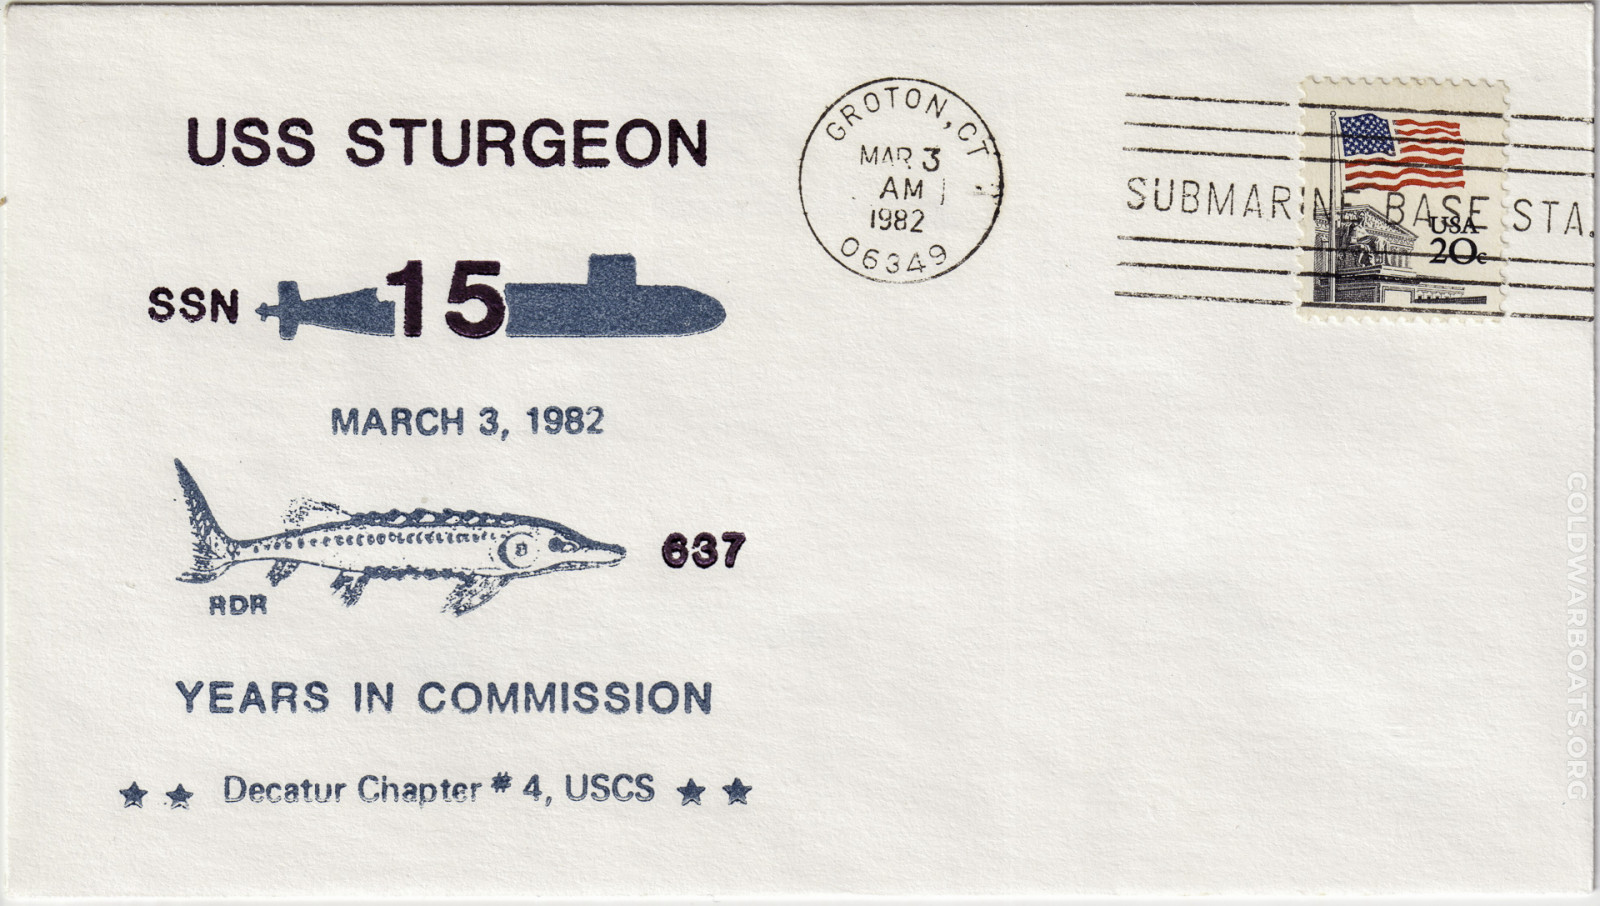 USS STURGEON
SSN 15
MARCH 3, 1982
637
RDR
YEARS IN COMMISSION
★ ★ Decatur Chapter # 4, USCS ★ ★
GROTON, CT
MAR 3
AM
1982
06349
SUBMARINE BASE STA.
USA
20c
COLDWARBOATS.ORG